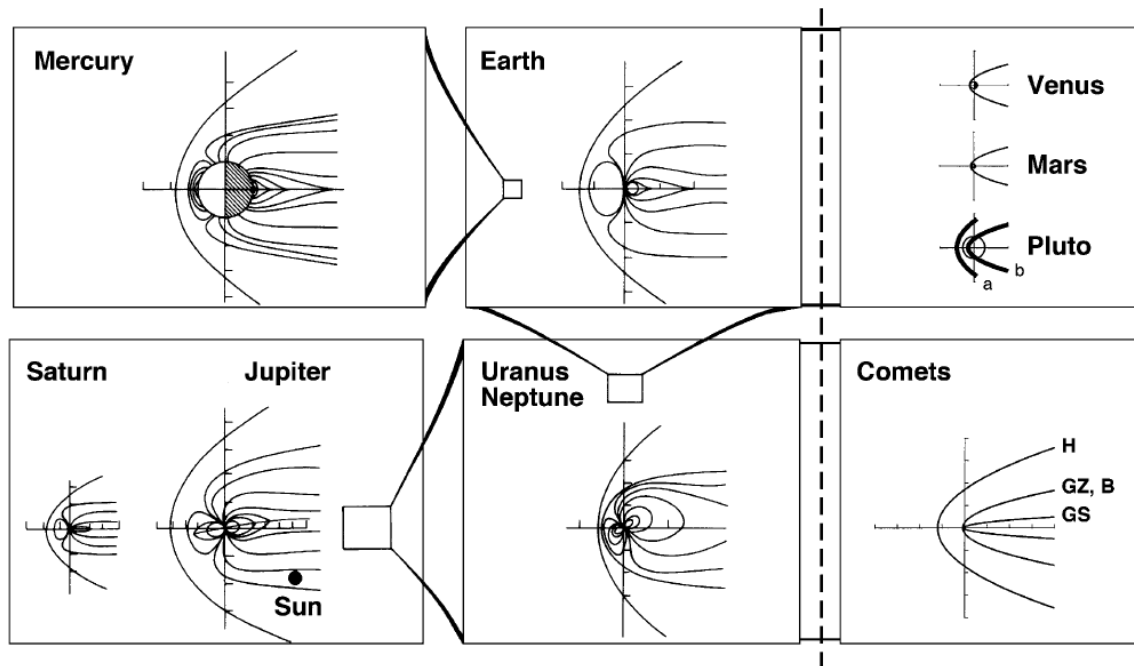 Mercury
Earth
Venus
Mars
Pluto
a
b
Saturn
Jupiter
Sun
Uranus
Neptune
Comets
H
GZ, B
GS